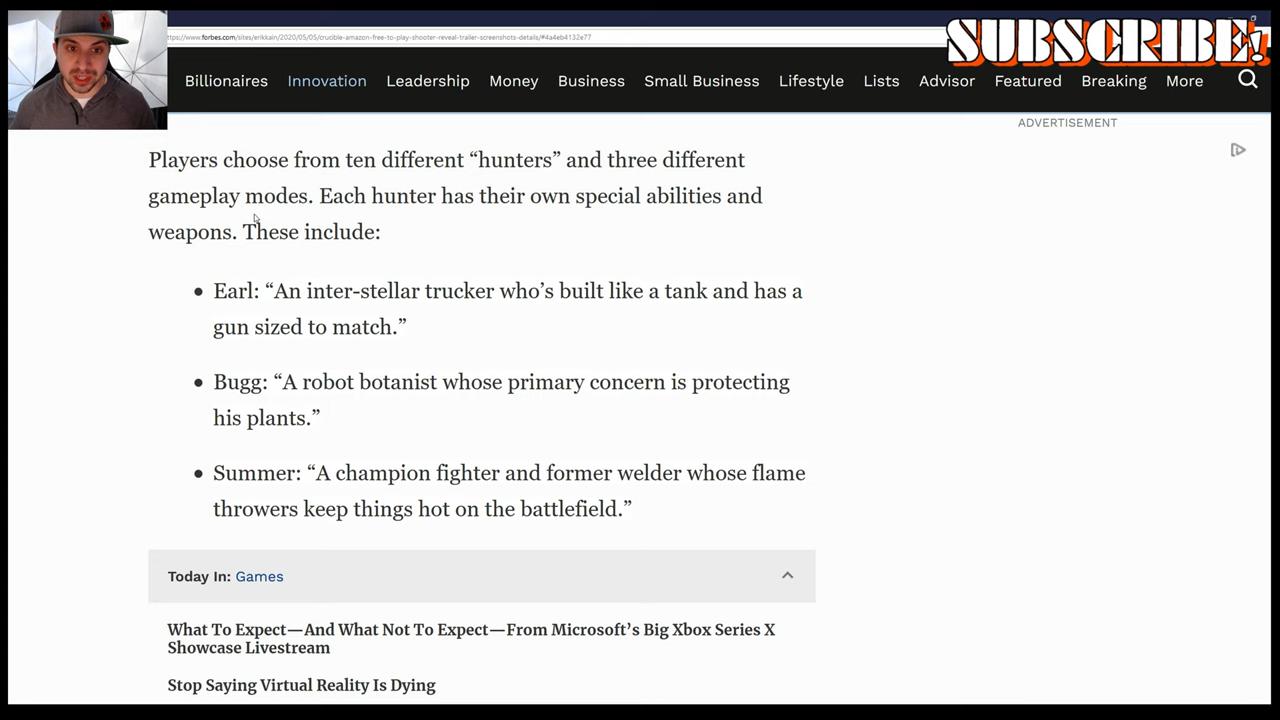 SUBSCRIBE!
https://www.forbes.com/sites/erikkain/2020/05/05/crucible-amazon-free-to-play-shooter-reveal-trailer-screenshots-details/#4a4eb4132e77
Billionaires Innovation Leadership Money Business Small Business Lifestyle Lists Advisor Featured Breaking More
ADVERTISEMENT
Players choose from ten different “hunters” and three different
gameplay modes. Each hunter has their own special abilities and
weapons. These include:
• Earl: “An inter-stellar trucker who’s built like a tank and has a
gun sized to match.”
• Bugg: “A robot botanist whose primary concern is protecting
his plants.”
• Summer: “A champion fighter and former welder whose flame
throwers keep things hot on the battlefield.”
Today In: Games
What To Expect—And What Not To Expect—From Microsoft’s Big Xbox Series X
Showcase Livestream
Stop Saying Virtual Reality Is Dying